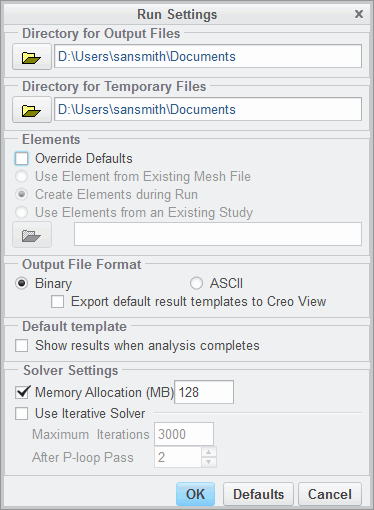 Run Settings
Directory for Output Files
D:\Users\sansmith\Documents
Directory for Temporary Files
D:\Users\sansmith\Documents
Elements
Override Defaults
Use Element from Existing Mesh File
Create Elements during Run
Use Elements from an Existing Study
Output File Format
Binary ASCII
Export default result templates to Creo View
Default template
Show results when analysis completes
Solver Settings
Memory Allocation (MB) 128
Use Iterative Solver
Maximum Iterations 3000
After P-loop Pass 2
OK Defaults Cancel